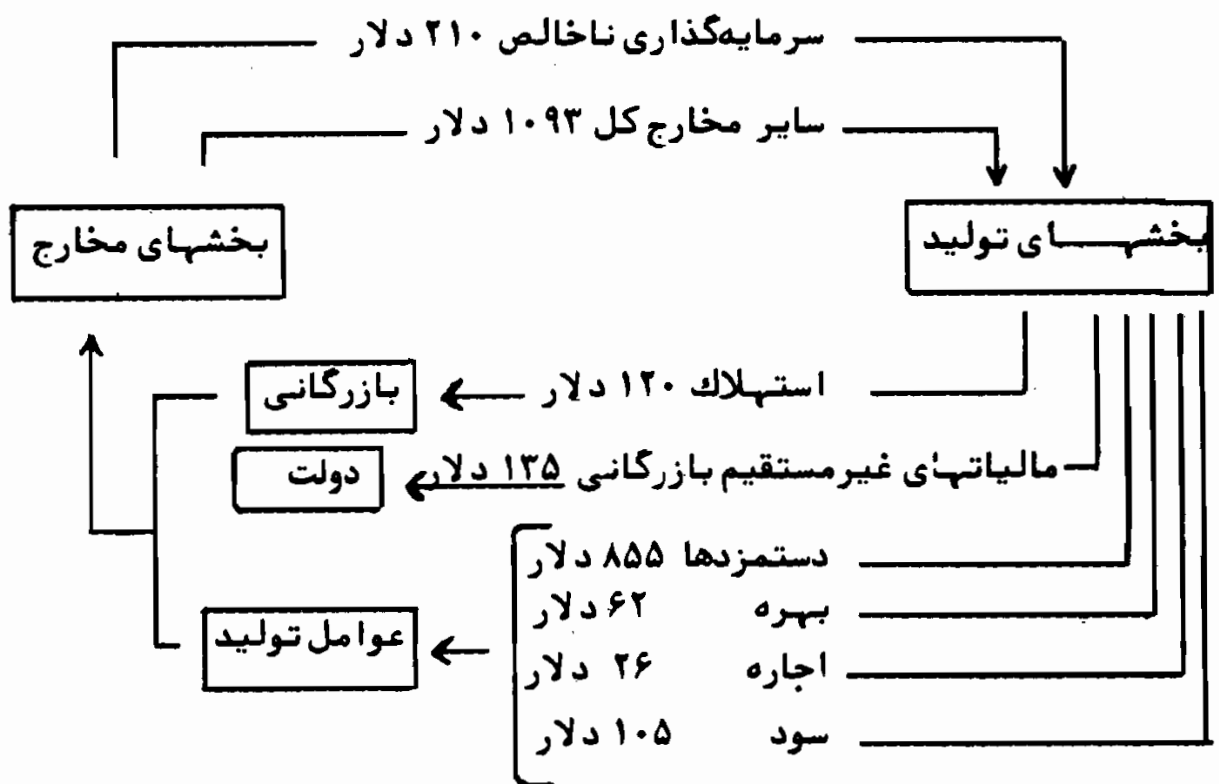 سرمایه‌گذاری ناخالص ۲۱۰ دلار
سایر مخارج کل ۱۰۹۳ دلار
بخشهای تولید
بخشهای مخارج
استهلاك ۱۲۰ دلار
بازرگانی
مالیاتهای غیرمستقیم بازرگانی ۱۳۵ دلار
دولت
دستمزدها ۸۵۵ دلار
بهره ۶۲ دلار
عوامل تولید
اجاره ۲۶ دلار
سود ۱۰۵ دلار